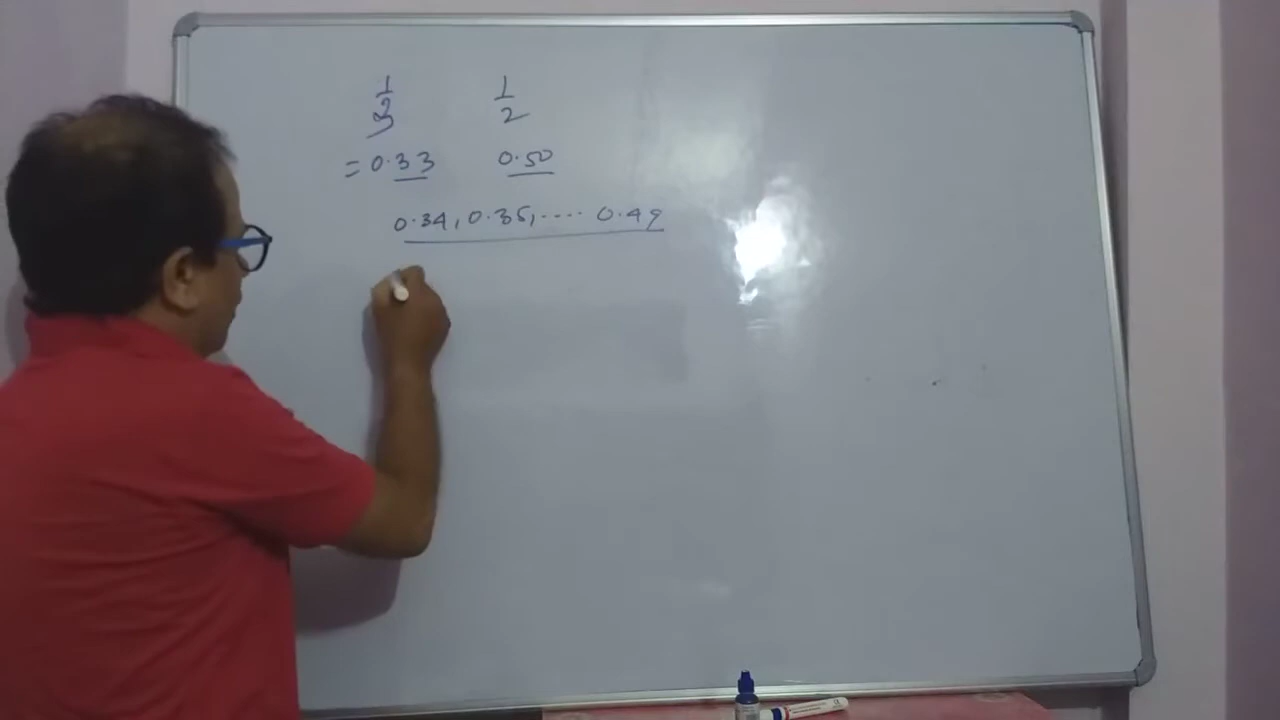 1/3 1/2
= 0.33 0.50
0.34, 0.35, .... 0.49